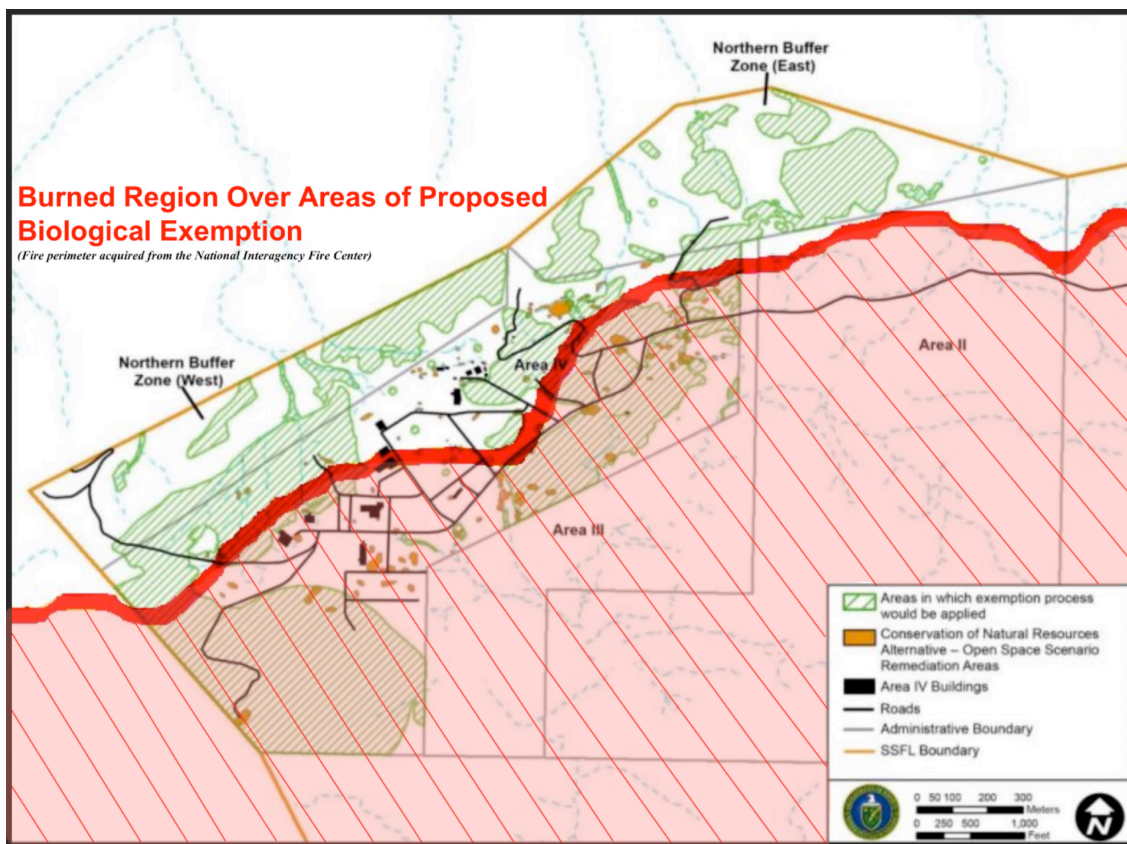 Northern Buffer
Zone (East)
Burned Region Over Areas of Proposed
Biological Exemption
(Fire perimeter acquired from the National Interagency Fire Center)
Northern Buffer
Zone (West)
Area IV
Area II
Area III
Areas in which exemption process
would be applied
Conservation of Natural Resources
Alternative – Open Space Scenario
Remediation Areas
Area IV Buildings
Roads
Administrative Boundary
SSFL Boundary
0 50 100 200 300
Meters
0 250 500 1,000
Feet
N